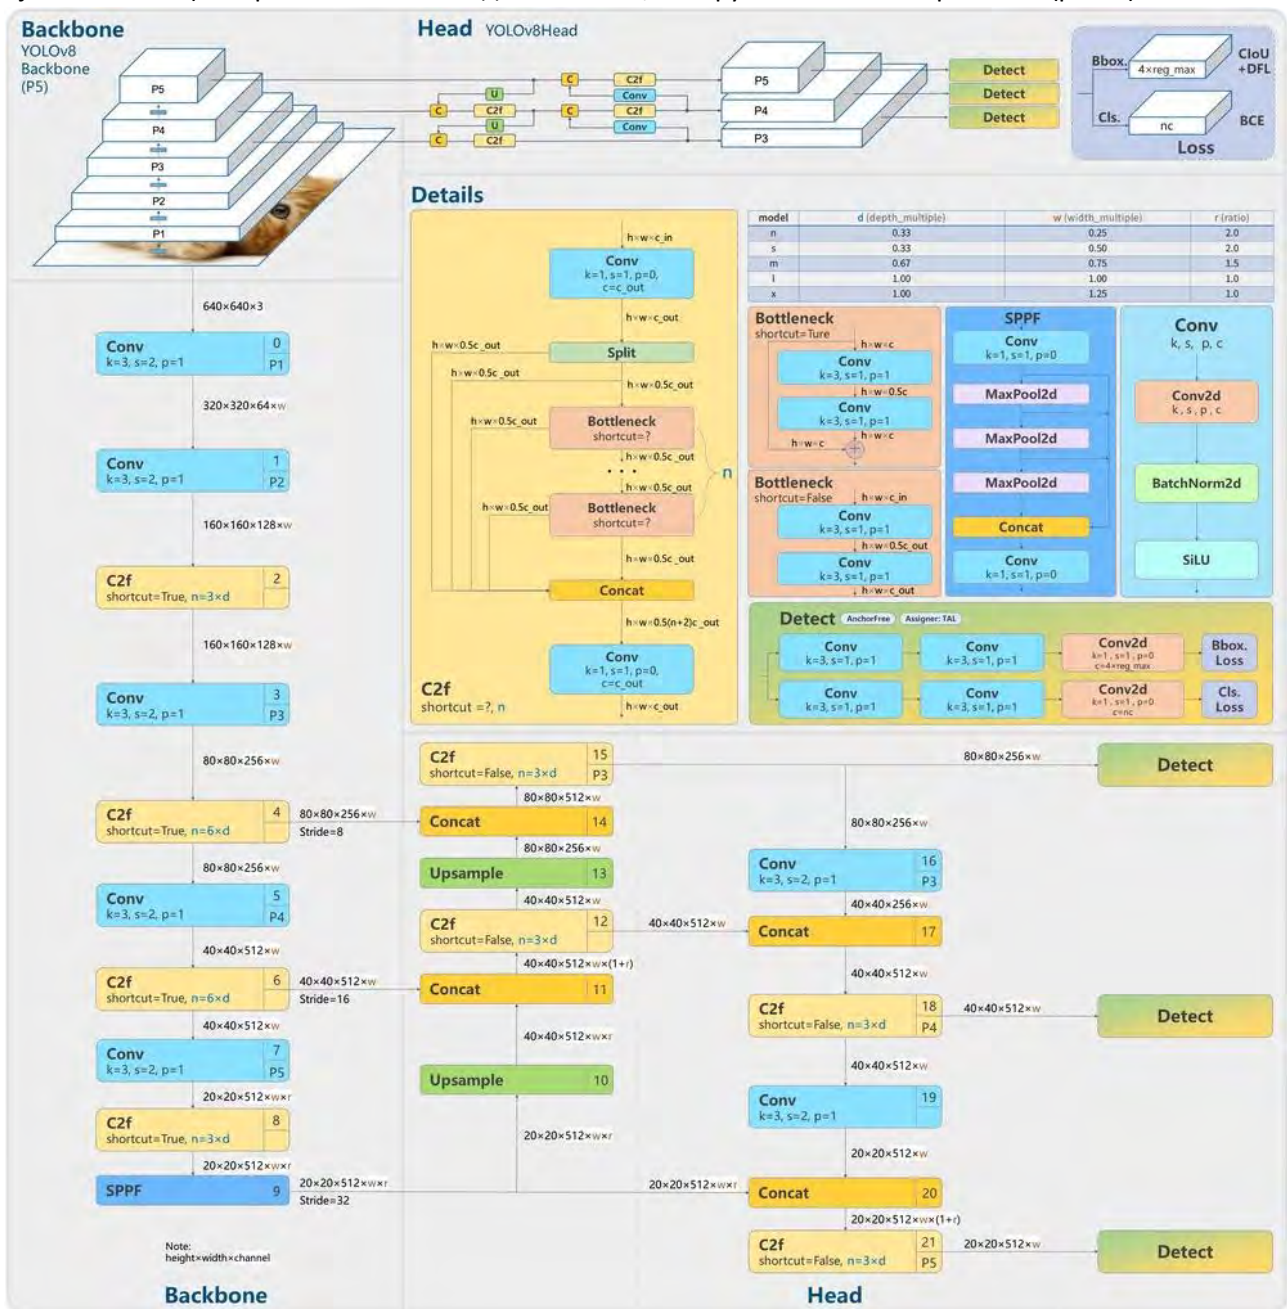 Backbone
YOLOv8
Backbone
(P5)
P5
P4
P3
P2
P1
Head YOLOv8Head
U
C
C2f
U
C
C2f
C
C2f
Conv
C
C2f
Conv
P5
P4
P3
Detect
Detect
Detect
Bbox.
4×reg_max
CIoU
+DFL
Cls.
nc
BCE
Loss
Details
h×w×c_in
Conv
k=1, s=1, p=0,
c=c_out
h×w×c_out
Split
h×w×0.5c_out
h×w×0.5c_out
h×w×0.5c_out
h×w×0.5c_out
Bottleneck
shortcut=?
h×w×0.5c_out
...
n
h×w×0.5c_out
h×w×0.5c_out
Bottleneck
shortcut=?
h×w×0.5c_out
Concat
h×w×0.5(n+2)c_out
Conv
k=1, s=1, p=0,
c=c_out
h×w×c_out
C2f
shortcut =?, n
model d (depth_multiple) w (width_multiple) r (ratio)
n 0.33 0.25 2.0
s 0.33 0.50 2.0
m 0.67 0.75 1.5
l 1.00 1.00 1.0
x 1.00 1.25 1.0
Bottleneck
shortcut=Ture
h×w×c
Conv
k=3, s=1, p=1
h×w×0.5c
Conv
k=3, s=1, p=1
h×w×c
h×w×c
+
Bottleneck
shortcut=False
h×w×c_in
Conv
k=3, s=1, p=1
h×w×0.5c_out
Conv
k=3, s=1, p=1
h×w×c_out
SPPF
Conv
k=1, s=1, p=0
MaxPool2d
MaxPool2d
MaxPool2d
Concat
Conv
k=1, s=1, p=0
Conv
k, s, p, c
Conv2d
k, s, p, c
BatchNorm2d
SiLU
Detect AnchorFree Assigner: TAL
Conv
k=3, s=1, p=1
Conv
k=3, s=1, p=1
Conv2d
k=1, s=1, p=0
c=4×reg_max
Bbox.
Loss
Conv
k=3, s=1, p=1
Conv
k=3, s=1, p=1
Conv2d
k=1, s=1, p=0
c=nc
Cls.
Loss
640×640×3
Conv 0
k=3, s=2, p=1 P1
320×320×64×w
Conv 1
k=3, s=2, p=1 P2
160×160×128×w
C2f 2
shortcut=True, n=3×d
160×160×128×w
Conv 3
k=3, s=2, p=1 P3
80×80×256×w
C2f 4
shortcut=True, n=6×d
80×80×256×w
Stride=8
80×80×256×w
Conv 5
k=3, s=2, p=1 P4
40×40×512×w
C2f 6
shortcut=True, n=6×d
40×40×512×w
Stride=16
40×40×512×w
Conv 7
k=3, s=2, p=1 P5
20×20×512×w×r
C2f 8
shortcut=True, n=3×d
20×20×512×w×r
SPPF 9
20×20×512×w×r
Stride=32
Note:
height×width×channel
Backbone
C2f 15
shortcut=False, n=3×d P3
80×80×512×w
Concat 14
80×80×256×w
Upsample 13
40×40×512×w
C2f 12
shortcut=False, n=3×d
40×40×512×w
40×40×512×w×(1+r)
Concat 11
40×40×512×w×r
Upsample 10
20×20×512×w×r
20×20×512×w×r
80×80×256×w
Detect
80×80×256×w
Conv 16
k=3, s=2, p=1 P3
40×40×256×w
Concat 17
40×40×512×w
C2f 18
shortcut=False, n=3×d P4
40×40×512×w
Detect
40×40×512×w
Conv 19
k=3, s=2, p=1
20×20×512×w
Concat 20
20×20×512×w×(1+r)
C2f 21
shortcut=False, n=3×d P5
20×20×512×w
Detect
Head